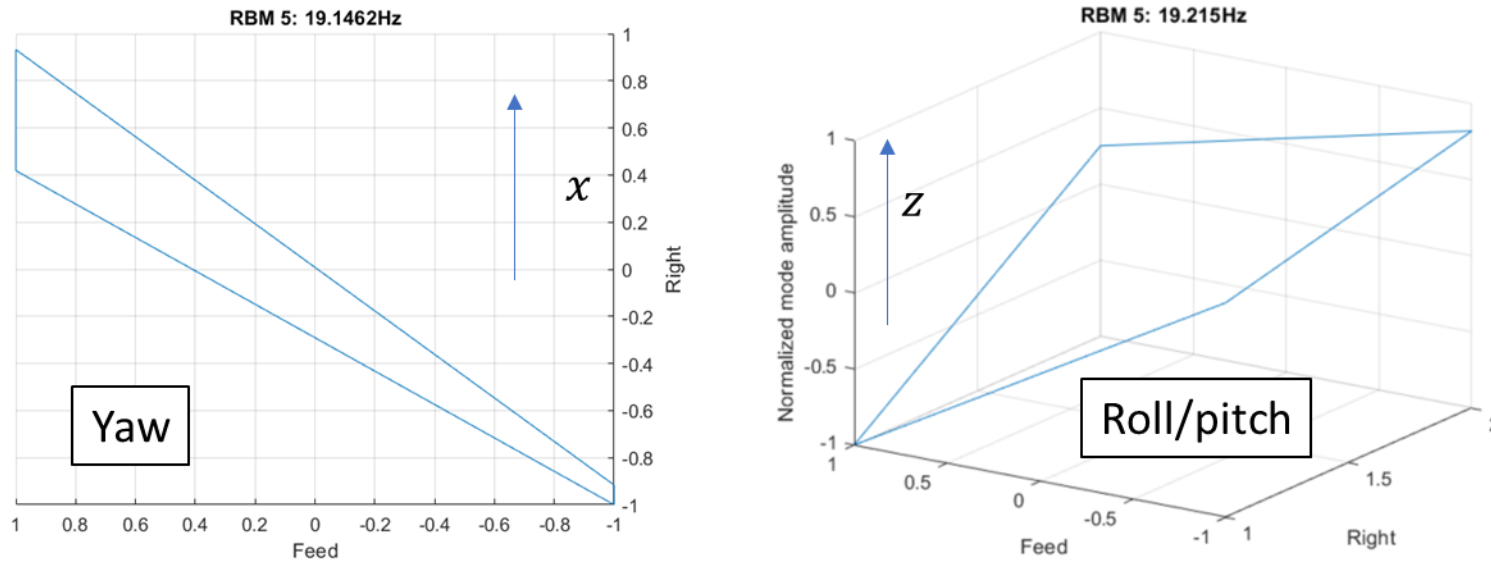 RBM 5: 19.1462Hz
1
0.8
0.6
0.4
0.2
0
-0.2
-0.4
-0.6
-0.8
-1
Right
x
Yaw
1 0.8 0.6 0.4 0.2 0 -0.2 -0.4 -0.6 -0.8 -1
Feed
RBM 5: 19.215Hz
Normalized mode amplitude
1
0.5
0
-0.5
-1
z
Roll/pitch
1 0.5 0 -0.5 -1
Feed
1 1.5
Right